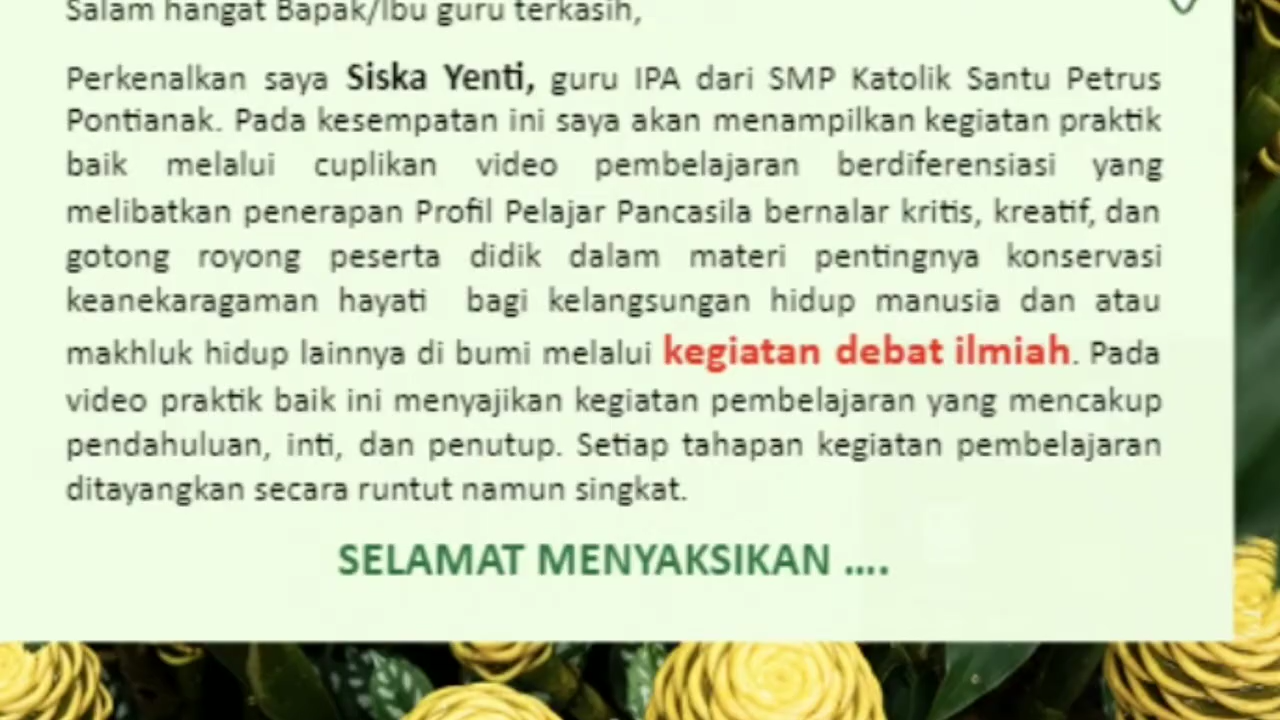 Salam hangat Bapak/Ibu guru terkasih,
Perkenalkan saya Siska Yenti, guru IPA dari SMP Katolik Santu Petrus
Pontianak. Pada kesempatan ini saya akan menampilkan kegiatan praktik
baik melalui cuplikan video pembelajaran berdiferensiasi yang
melibatkan penerapan Profil Pelajar Pancasila bernalar kritis, kreatif, dan
gotong royong peserta didik dalam materi pentingnya konservasi
keanekaragaman hayati bagi kelangsungan hidup manusia dan atau
makhluk hidup lainnya di bumi melalui kegiatan debat ilmiah. Pada
video praktik baik ini menyajikan kegiatan pembelajaran yang mencakup
pendahuluan, inti, dan penutup. Setiap tahapan kegiatan pembelajaran
ditayangkan secara runtut namun singkat.
SELAMAT MENYAKSIKAN ....